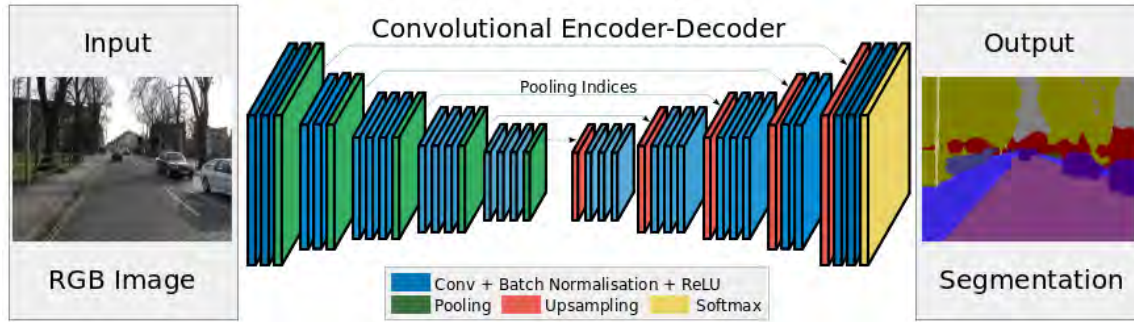 Input
RGB Image
Convolutional Encoder-Decoder
Pooling Indices
Conv + Batch Normalisation + ReLU
Pooling Upsampling Softmax
Output
Segmentation